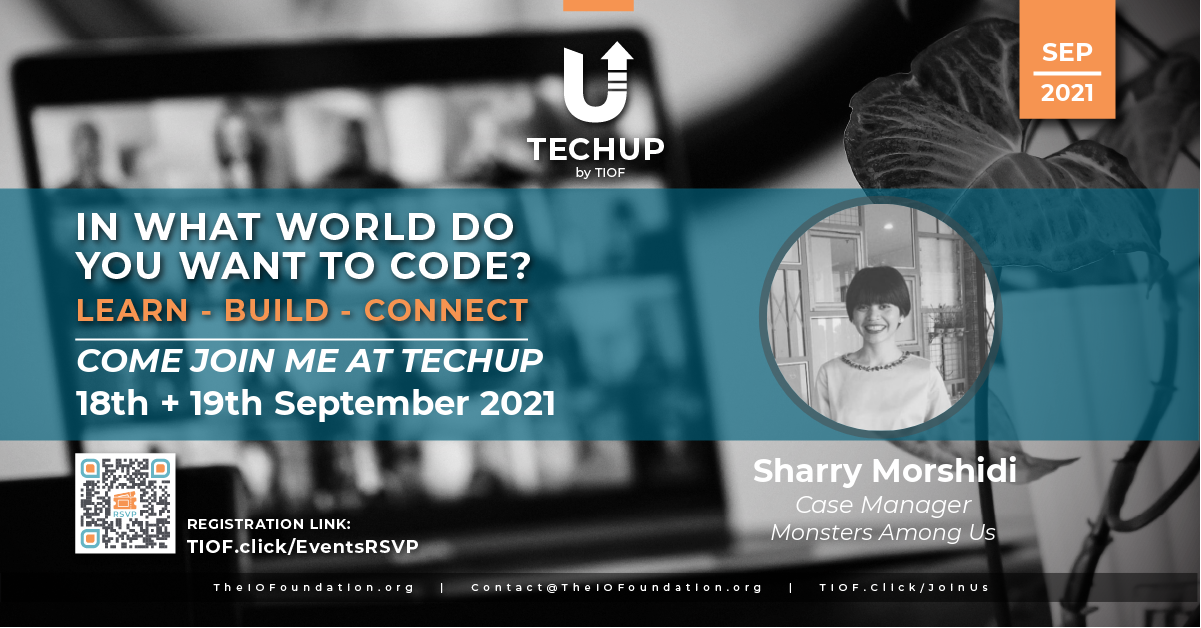 SEP
2021
TECHUP
by TIOF
IN WHAT WORLD DO
YOU WANT TO CODE?
LEARN - BUILD - CONNECT
COME JOIN ME AT TECHUP
18th + 19th September 2021
RSVP
REGISTRATION LINK:
TIOF.click/EventsRSVP
Sharry Morshidi
Case Manager
Monsters Among Us
TheIOFoundation.org | Contact@TheIOFoundation.org | TIOF.Click/JoinUs